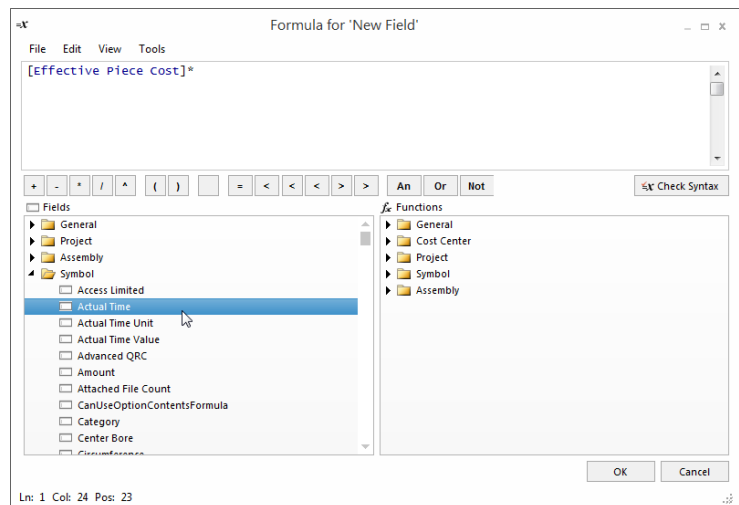 =x Formula for 'New Field'
File Edit View Tools
[Effective Piece Cost]*
+ - * / ^ ( ) = < < < > > An Or Not =x Check Syntax
Fields
General
Project
Assembly
Symbol
Access Limited
Actual Time
Actual Time Unit
Actual Time Value
Advanced QRC
Amount
Attached File Count
CanUseOptionContentsFormula
Category
Center Bore
Circumference
fx Functions
General
Cost Center
Project
Symbol
Assembly
OK Cancel
Ln: 1 Col: 24 Pos: 23